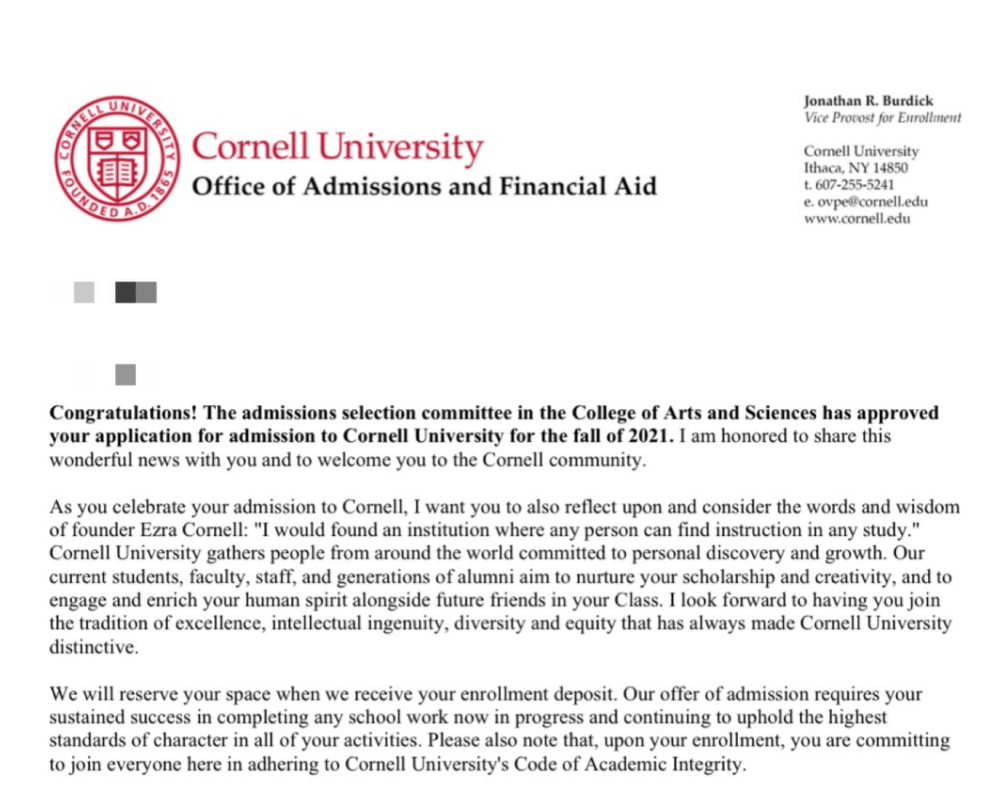 CORNELL UNIVERSITY
FOUNDED A.D. 1865
Cornell University
Office of Admissions and Financial Aid
Jonathan R. Burdick
Vice Provost for Enrollment
Cornell University
Ithaca, NY 14850
t. 607-255-5241
e. ovpe@cornell.edu
www.cornell.edu
Congratulations! The admissions selection committee in the College of Arts and Sciences has approved
your application for admission to Cornell University for the fall of 2021. I am honored to share this
wonderful news with you and to welcome you to the Cornell community.
As you celebrate your admission to Cornell, I want you to also reflect upon and consider the words and wisdom
of founder Ezra Cornell: "I would found an institution where any person can find instruction in any study."
Cornell University gathers people from around the world committed to personal discovery and growth. Our
current students, faculty, staff, and generations of alumni aim to nurture your scholarship and creativity, and to
engage and enrich your human spirit alongside future friends in your Class. I look forward to having you join
the tradition of excellence, intellectual ingenuity, diversity and equity that has always made Cornell University
distinctive.
We will reserve your space when we receive your enrollment deposit. Our offer of admission requires your
sustained success in completing any school work now in progress and continuing to uphold the highest
standards of character in all of your activities. Please also note that, upon your enrollment, you are committing
to join everyone here in adhering to Cornell University's Code of Academic Integrity.